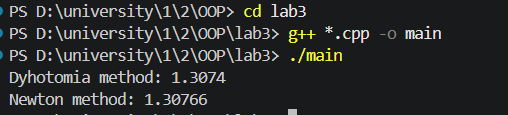 PS D:\university\1\2\OOP> cd lab3
PS D:\university\1\2\OOP\lab3> g++ *.cpp -o main
PS D:\university\1\2\OOP\lab3> ./main
Dyhotomia method: 1.3074
Newton method: 1.30766